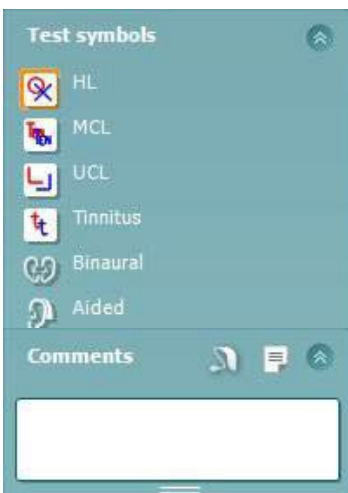 Test symbols
HL
MCL
UCL
Tinnitus
Binaural
Aided
Comments